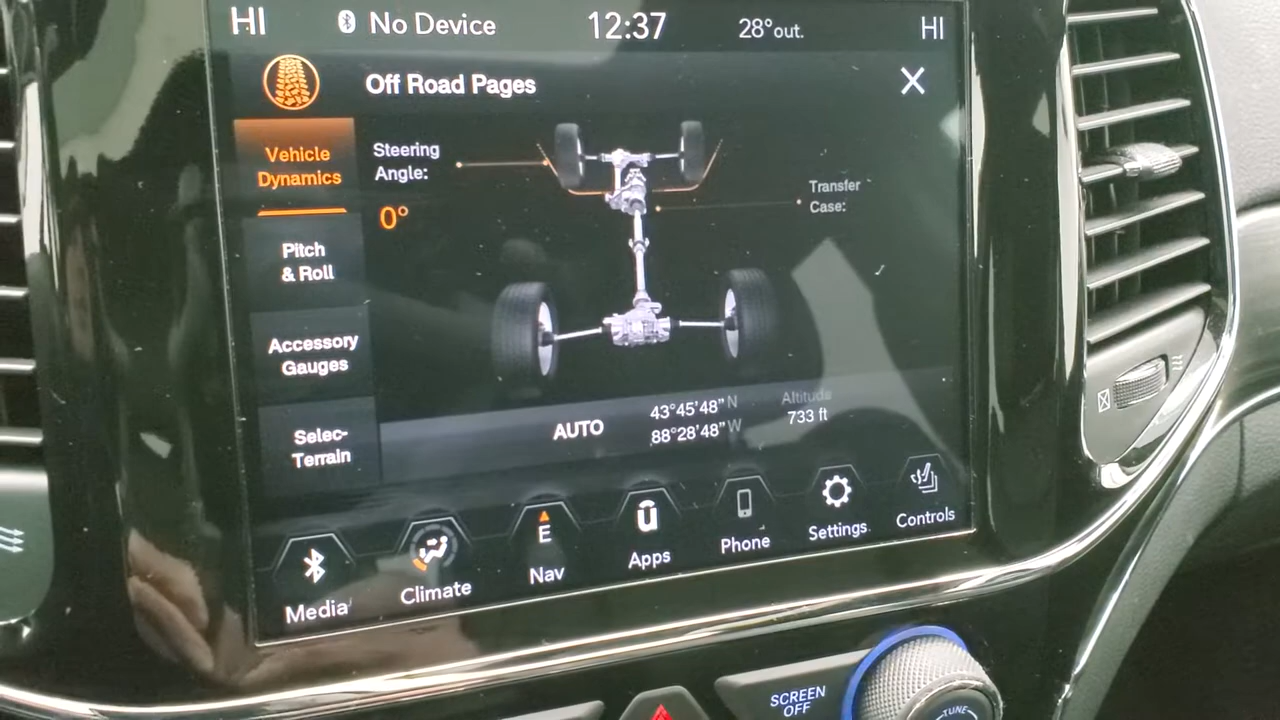 HI No Device 12:37 28°out. HI
Off Road Pages
Vehicle
Dynamics
Steering
Angle:
0°
Transfer
Case:
Pitch
& Roll
Accessory
Gauges
Selec-
Terrain
AUTO
43°45'48" N
88°28'48" W
Altitude
733 ft
Media
Climate
E
Nav
Apps
Phone
Settings
Controls
SCREEN
OFF
TUNE